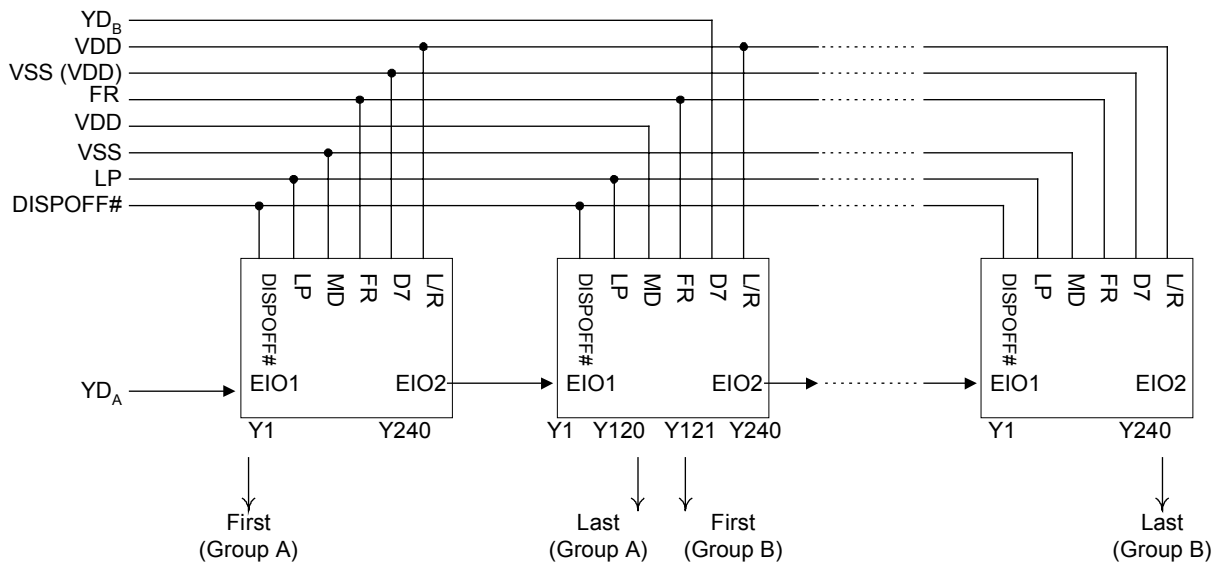 YD_B
VDD
VSS (VDD)
FR
VDD
VSS
LP
DISPOFF#
DISPOFF# LP MD FR D7 L/R
DISPOFF# LP MD FR D7 L/R
DISPOFF# LP MD FR D7 L/R
YD_A EIO1 EIO2 EIO1 EIO2 EIO1 EIO2
Y1 Y240 Y1 Y120 Y121 Y240 Y1 Y240
First
(Group A)
Last
(Group A)
First
(Group B)
Last
(Group B)